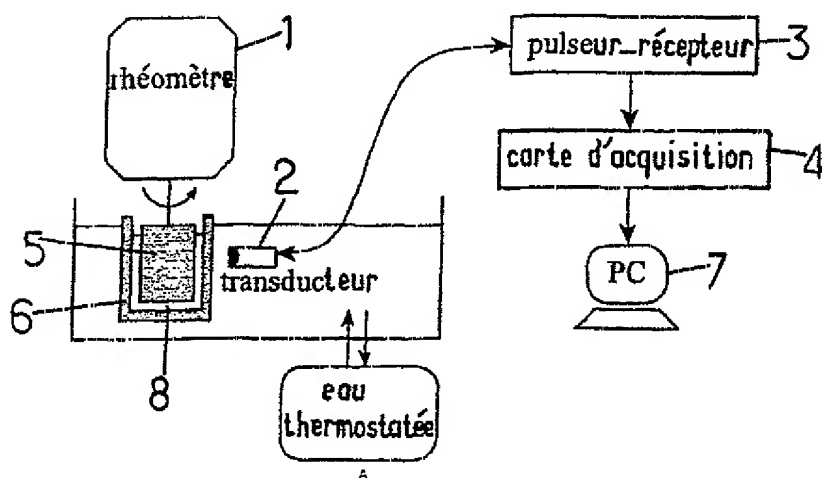 1
rhéomètre
pulseur_récepteur
3
carte d'acquisition
4
2
5
transducteur
PC
7
6
8
eau
thermostatée